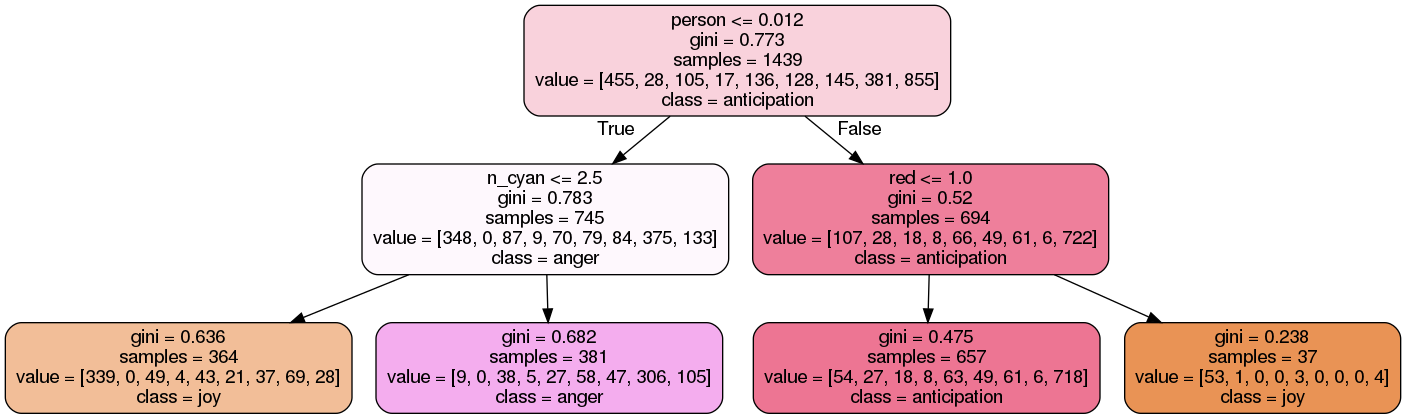 person <= 0.012
gini = 0.773
samples = 1439
value = [455, 28, 105, 17, 136, 128, 145, 381, 855]
class = anticipation
True
False
n_cyan <= 2.5
gini = 0.783
samples = 745
value = [348, 0, 87, 9, 70, 79, 84, 375, 133]
class = anger
red <= 1.0
gini = 0.52
samples = 694
value = [107, 28, 18, 8, 66, 49, 61, 6, 722]
class = anticipation
gini = 0.636
samples = 364
value = [339, 0, 49, 4, 43, 21, 37, 69, 28]
class = joy
gini = 0.682
samples = 381
value = [9, 0, 38, 5, 27, 58, 47, 306, 105]
class = anger
gini = 0.475
samples = 657
value = [54, 27, 18, 8, 63, 49, 61, 6, 718]
class = anticipation
gini = 0.238
samples = 37
value = [53, 1, 0, 0, 3, 0, 0, 0, 4]
class = joy